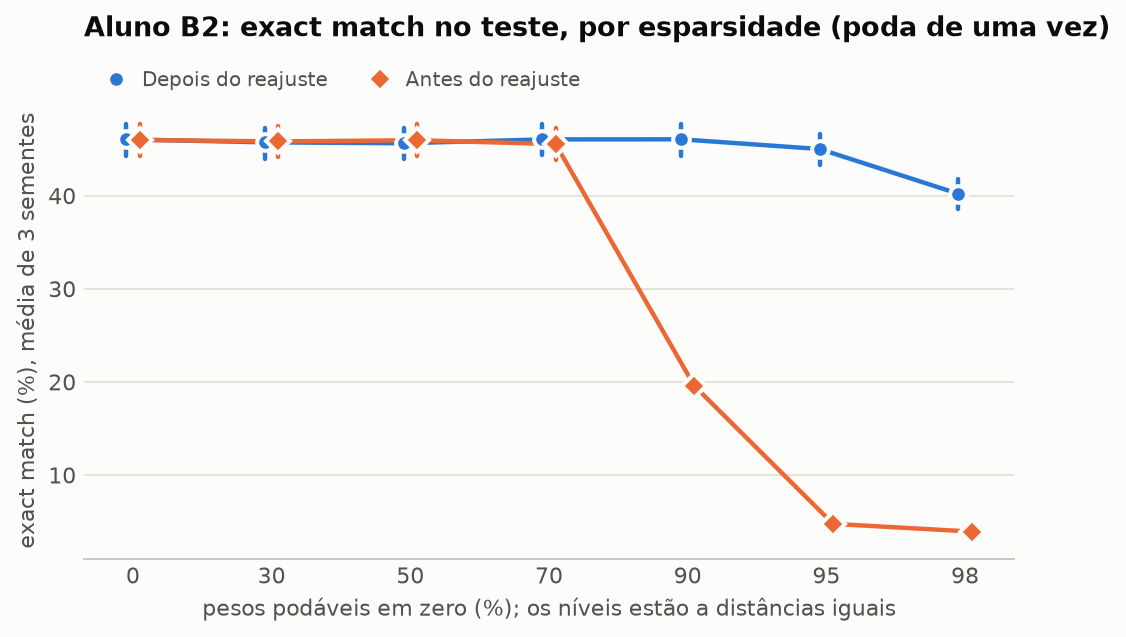 Aluno B2: exact match no teste, por esparsidade (poda de uma vez)
Depois do reajuste
Antes do reajuste
exact match (%), média de 3 sementes
40
30
20
10
0 30 50 70 90 95 98
pesos podáveis em zero (%); os níveis estão a distâncias iguais